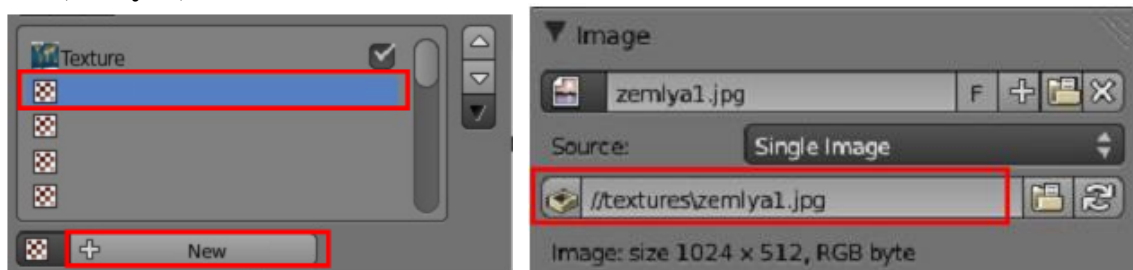 Texture
New
Image
zemlya1.jpg F
Source: Single Image
//textures\zemlya1.jpg
Image: size 1024 × 512, RGB byte